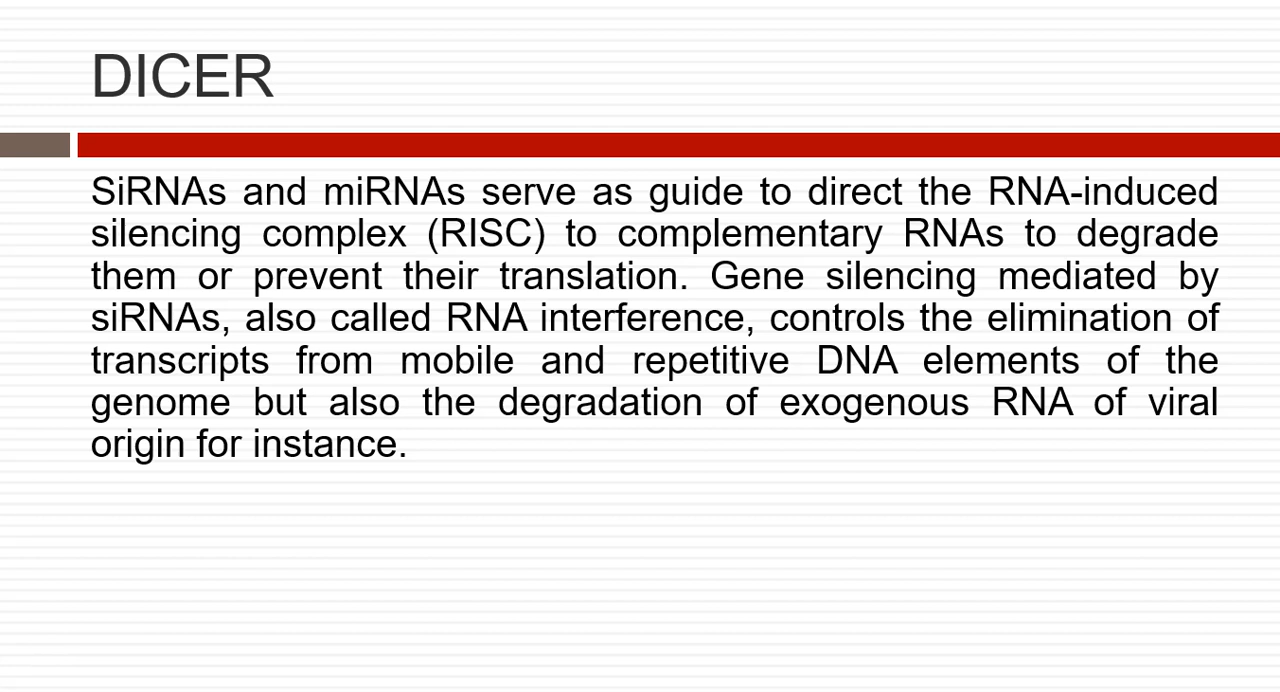 DICER
SiRNAs and miRNAs serve as guide to direct the RNA-induced
silencing complex (RISC) to complementary RNAs to degrade
them or prevent their translation. Gene silencing mediated by
siRNAs, also called RNA interference, controls the elimination of
transcripts from mobile and repetitive DNA elements of the
genome but also the degradation of exogenous RNA of viral
origin for instance.